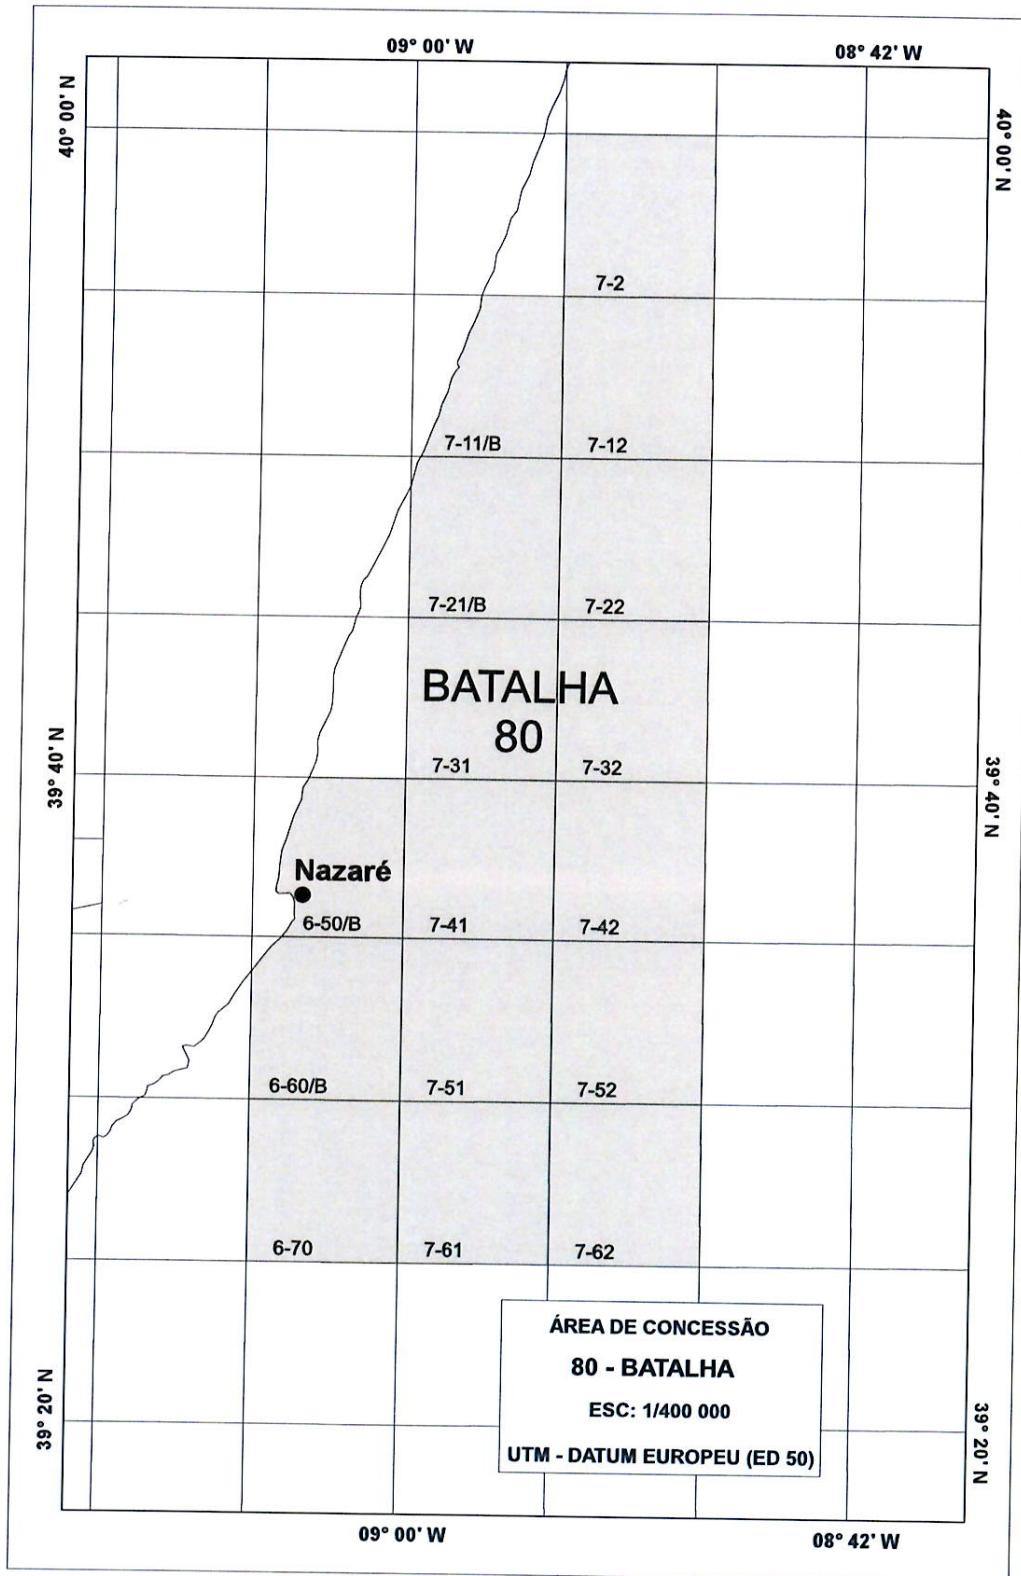 09° 00' W
08° 42' W
40° 00' N
40° 00' N
7-2
7-11/B
7-12
7-21/B
7-22
BATALHA
80
7-31
7-32
39° 40' N
39° 40' N
Nazaré
6-50/B
7-41
7-42
6-60/B
7-51
7-52
6-70
7-61
7-62
ÁREA DE CONCESSÃO
80 - BATALHA
ESC: 1/400 000
UTM - DATUM EUROPEU (ED 50)
39° 20' N
39° 20' N
09° 00' W
08° 42' W